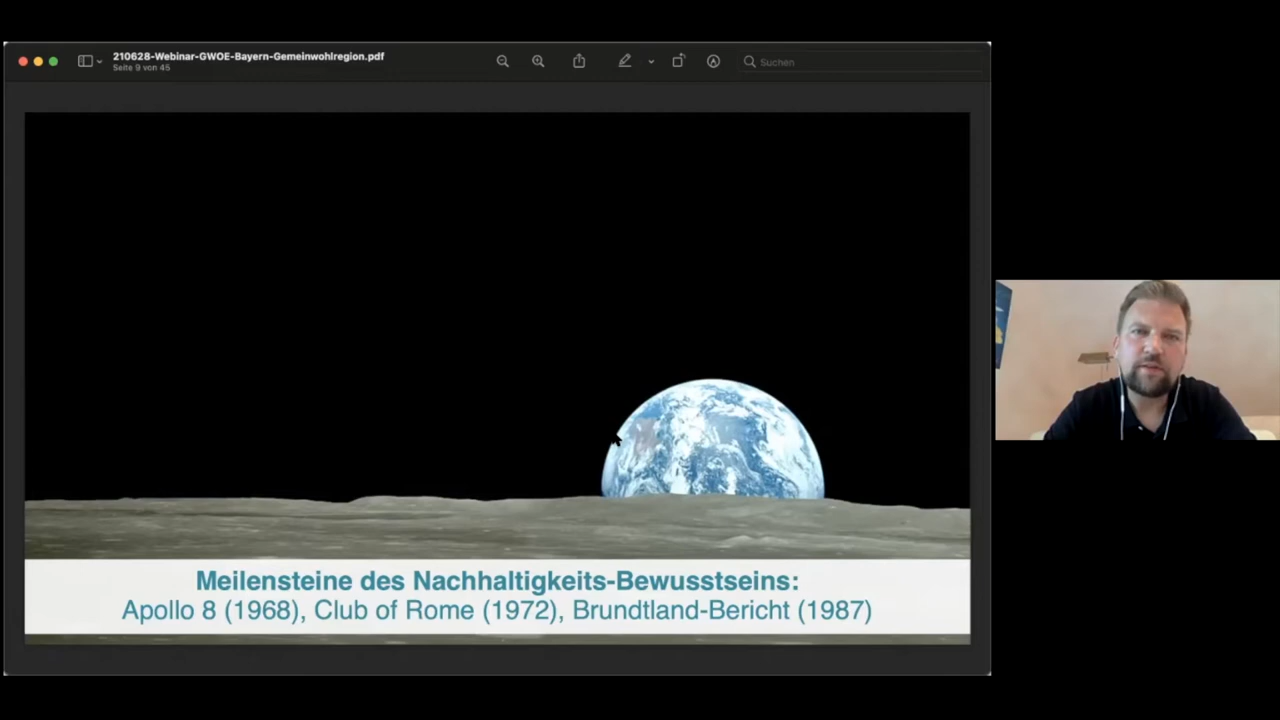 210628-Webinar-GWOE-Bayern-Gemeinwohlregion.pdf
Seite 9 von 45
Suchen
Meilensteine des Nachhaltigkeits-Bewusstseins:
Apollo 8 (1968), Club of Rome (1972), Brundtland-Bericht (1987)